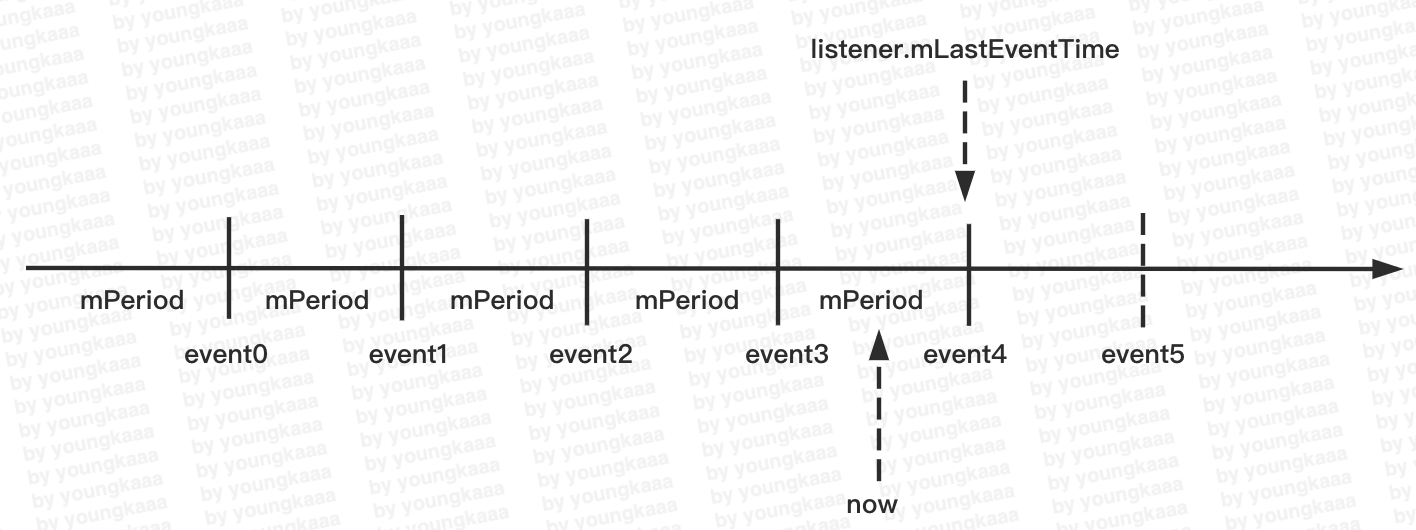 listener.mLastEventTime
mPeriod mPeriod mPeriod mPeriod mPeriod
event0 event1 event2 event3 event4 event5
now
by youngkaaa